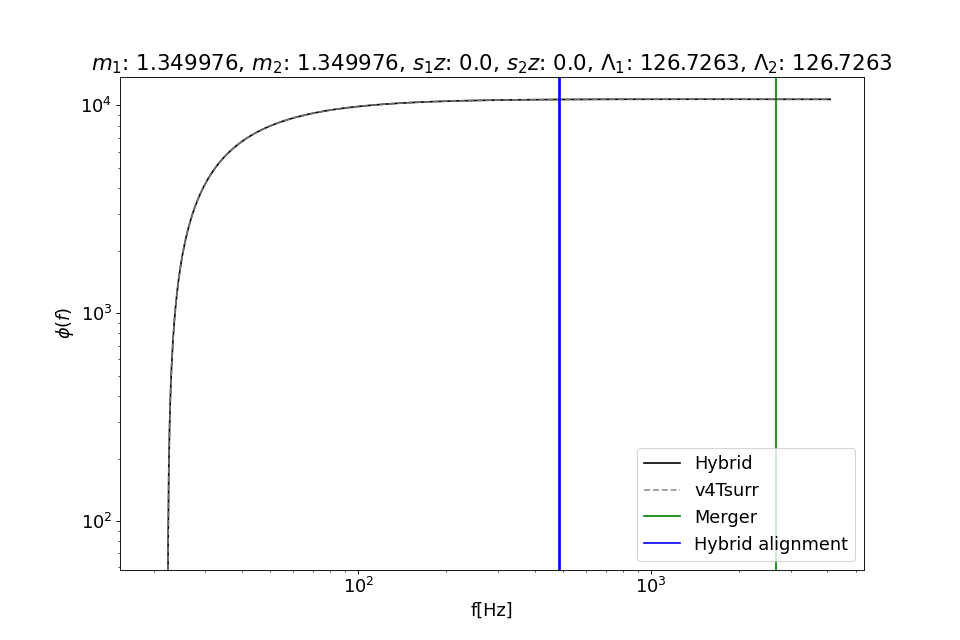 m₁: 1.349976, m₂: 1.349976, s₁z: 0.0, s₂z: 0.0, Λ₁: 126.7263, Λ₂: 126.7263
10⁴
10³
10²
ϕ(f)
Hybrid
v4Tsurr
Merger
Hybrid alignment
10²
10³
f[Hz]